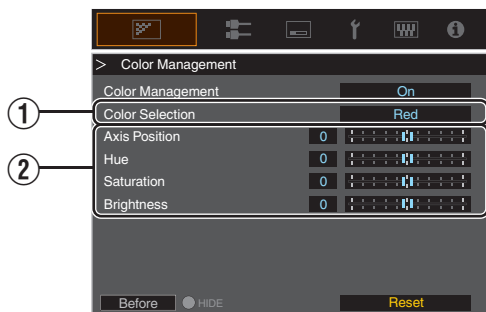 > Color Management
Color Management On
① Color Selection Red
② Axis Position 0
Hue 0
Saturation 0
Brightness 0
Before HIDE Reset